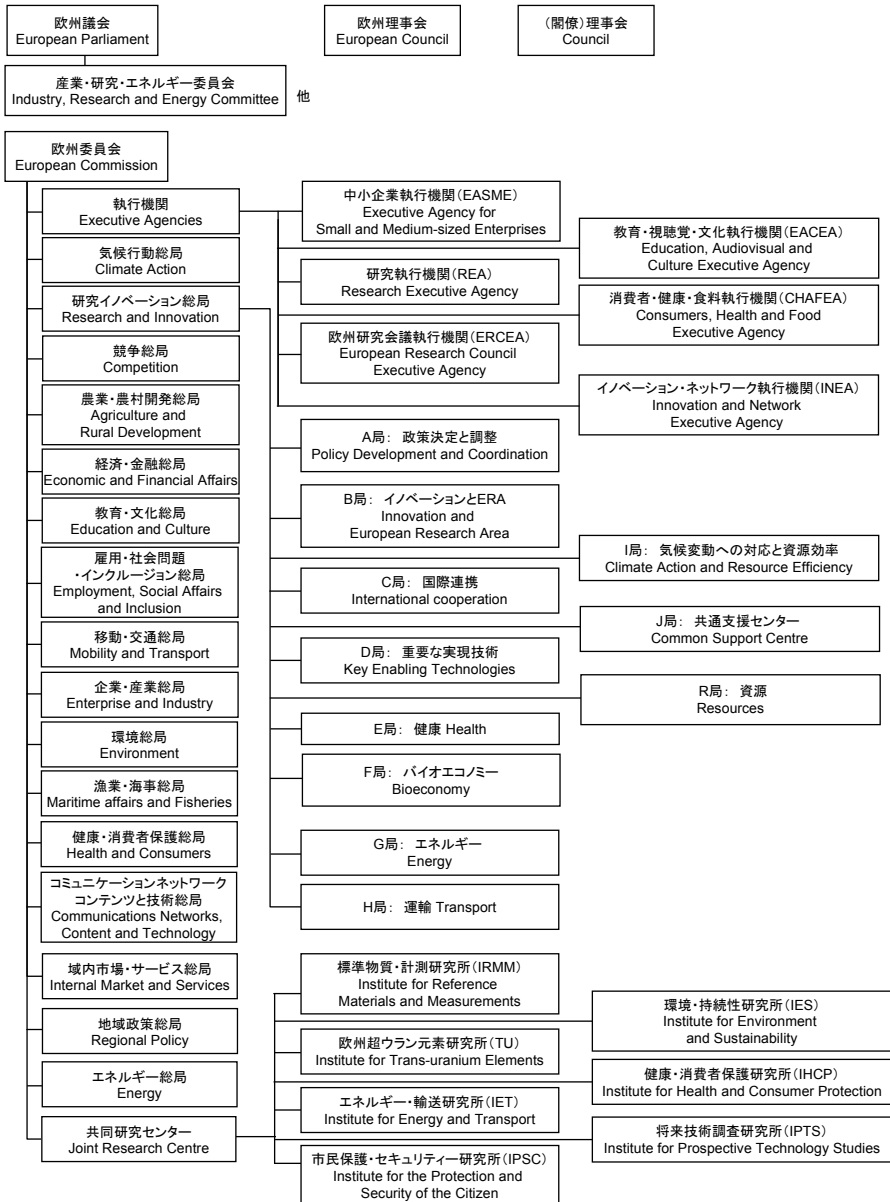 欧州議会
European Parliament
欧州理事会
European Council
(閣僚)理事会
Council
産業・研究・エネルギー委員会
Industry, Research and Energy Committee
他
欧州委員会
European Commission
執行機関
Executive Agencies
気候行動総局
Climate Action
研究イノベーション総局
Research and Innovation
競争総局
Competition
農業・農村開発総局
Agriculture and
Rural Development
経済・金融総局
Economic and Financial Affairs
教育・文化総局
Education and Culture
雇用・社会問題
・インクルージョン総局
Employment, Social Affairs
and Inclusion
移動・交通総局
Mobility and Transport
企業・産業総局
Enterprise and Industry
環境総局
Environment
漁業・海事総局
Maritime affairs and Fisheries
健康・消費者保護総局
Health and Consumers
コミュニケーションネットワーク
コンテンツと技術総局
Communications Networks,
Content and Technology
域内市場・サービス総局
Internal Market and Services
地域政策総局
Regional Policy
エネルギー総局
Energy
共同研究センター
Joint Research Centre
中小企業執行機関(EASME)
Executive Agency for
Small and Medium-sized Enterprises
研究執行機関(REA)
Research Executive Agency
欧州研究会議執行機関(ERCEA)
European Research Council
Executive Agency
教育・視聴覚・文化執行機関(EACEA)
Education, Audiovisual and
Culture Executive Agency
消費者・健康・食料執行機関(CHAFEA)
Consumers, Health and Food
Executive Agency
イノベーション・ネットワーク執行機関(INEA)
Innovation and Network
Executive Agency
A局: 政策決定と調整
Policy Development and Coordination
B局: イノベーションとERA
Innovation and
European Research Area
C局: 国際連携
International cooperation
D局: 重要な実現技術
Key Enabling Technologies
E局: 健康 Health
F局: バイオエコノミー
Bioeconomy
G局: エネルギー
Energy
H局: 運輸 Transport
I局: 気候変動への対応と資源効率
Climate Action and Resource Efficiency
J局: 共通支援センター
Common Support Centre
R局: 資源
Resources
標準物質・計測研究所(IRMM)
Institute for Reference
Materials and Measurements
欧州超ウラン元素研究所(TU)
Institute for Trans-uranium Elements
エネルギー・輸送研究所(IET)
Institute for Energy and Transport
市民保護・セキュリティー研究所(IPSC)
Institute for the Protection and
Security of the Citizen
環境・持続性研究所(IES)
Institute for Environment
and Sustainability
健康・消費者保護研究所(IHCP)
Institute for Health and Consumer Protection
将来技術調査研究所(IPTS)
Institute for Prospective Technology Studies